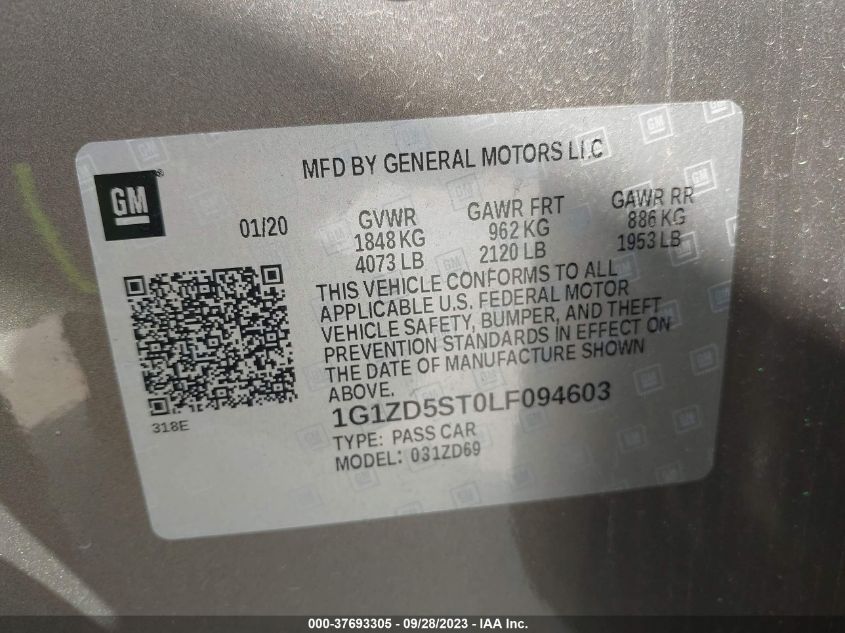 MFD BY GENERAL MOTORS LLC
GM
01/20
GVWR
1848 KG
4073 LB
GAWR FRT
962 KG
2120 LB
GAWR RR
886 KG
1953 LB
THIS VEHICLE CONFORMS TO ALL
APPLICABLE U.S. FEDERAL MOTOR
VEHICLE SAFETY, BUMPER, AND THEFT
PREVENTION STANDARDS IN EFFECT ON
THE DATE OF MANUFACTURE SHOWN
ABOVE.
318E
1G1ZD5ST0LF094603
TYPE: PASS CAR
MODEL: 031ZD69
000-37693305 - 09/28/2023 - IAA Inc.